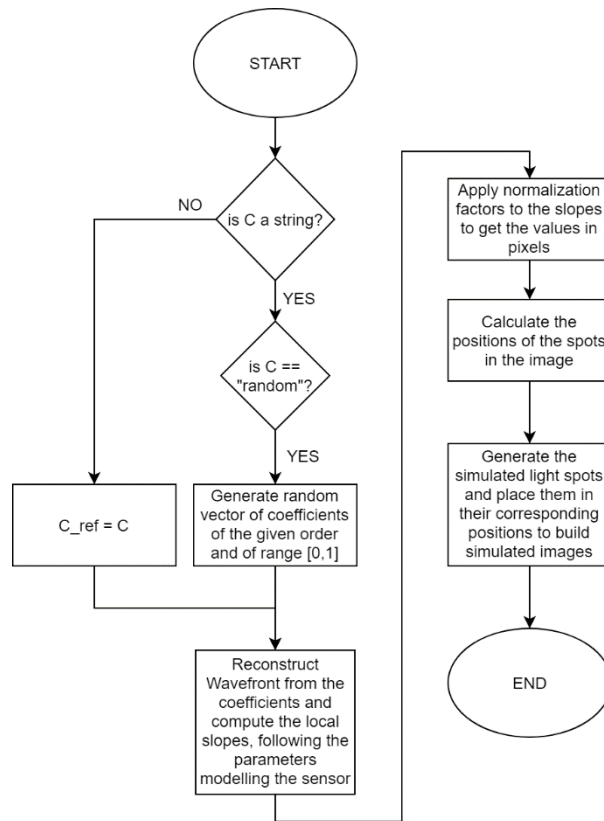 START
NO
is C a string?
YES
is C ==
"random"?
YES
C_ref = C
Generate random
vector of coefficients
of the given order
and of range [0,1]
Reconstruct
Wavefront from the
coefficients and
compute the local
slopes, following the
parameters
modelling the sensor
Apply normalization
factors to the slopes
to get the values in
pixels
Calculate the
positions of the spots
in the image
Generate the
simulated light spots
and place them in
their corresponding
positions to build
simulated images
END